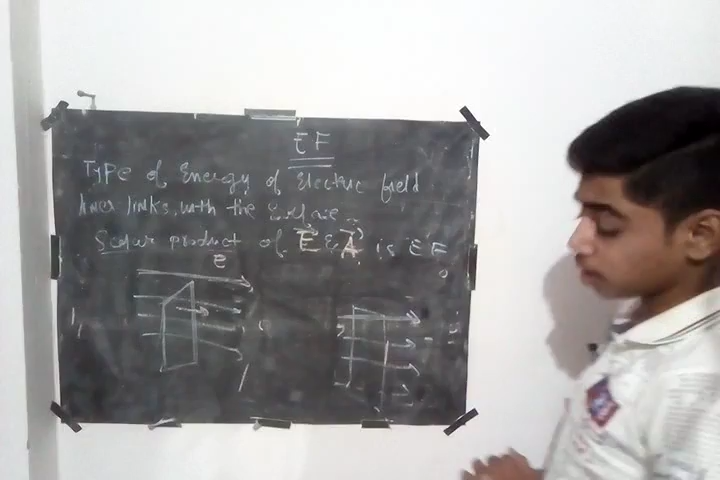 EF
Type of Energy of Electric field
lines links with the Surface
Scalar product of E & A is EF
e